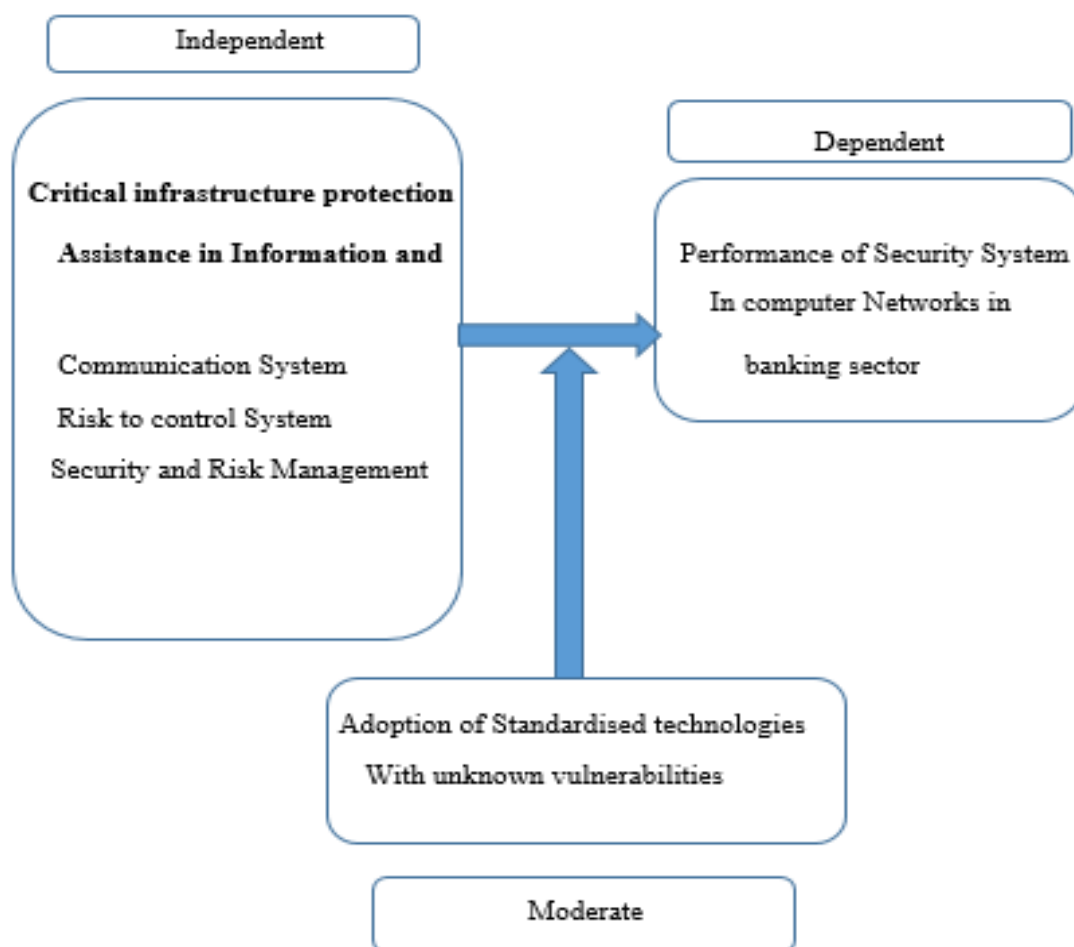 Independent
Critical infrastructure protection
Assistance in Information and
Communication System
Risk to control System
Security and Risk Management
Dependent
Performance of Security System
In computer Networks in
banking sector
Adoption of Standardised technologies
With unknown vulnerabilities
Moderate